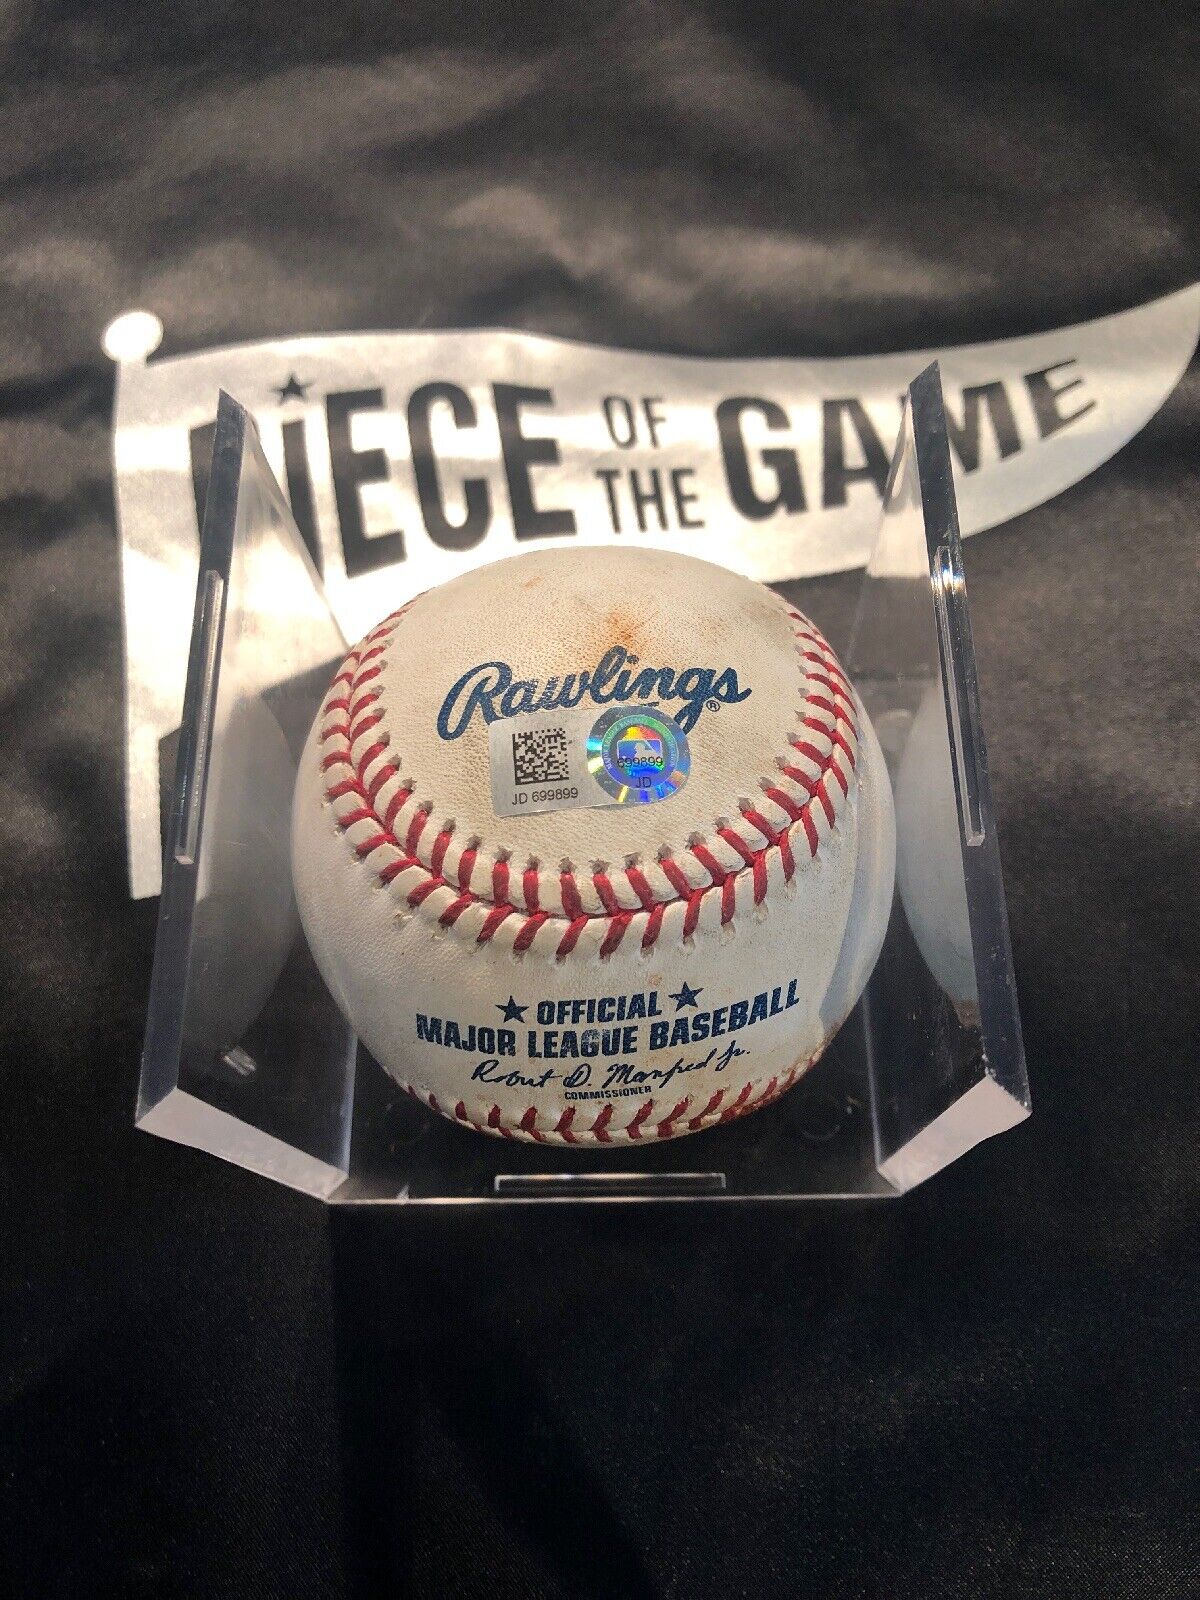 PIECE OF THE GAME
Rawlings®
699899
JD
JD 699899
★ OFFICIAL ★
MAJOR LEAGUE BASEBALL
Robert D. Manfred Jr.
COMMISSIONER